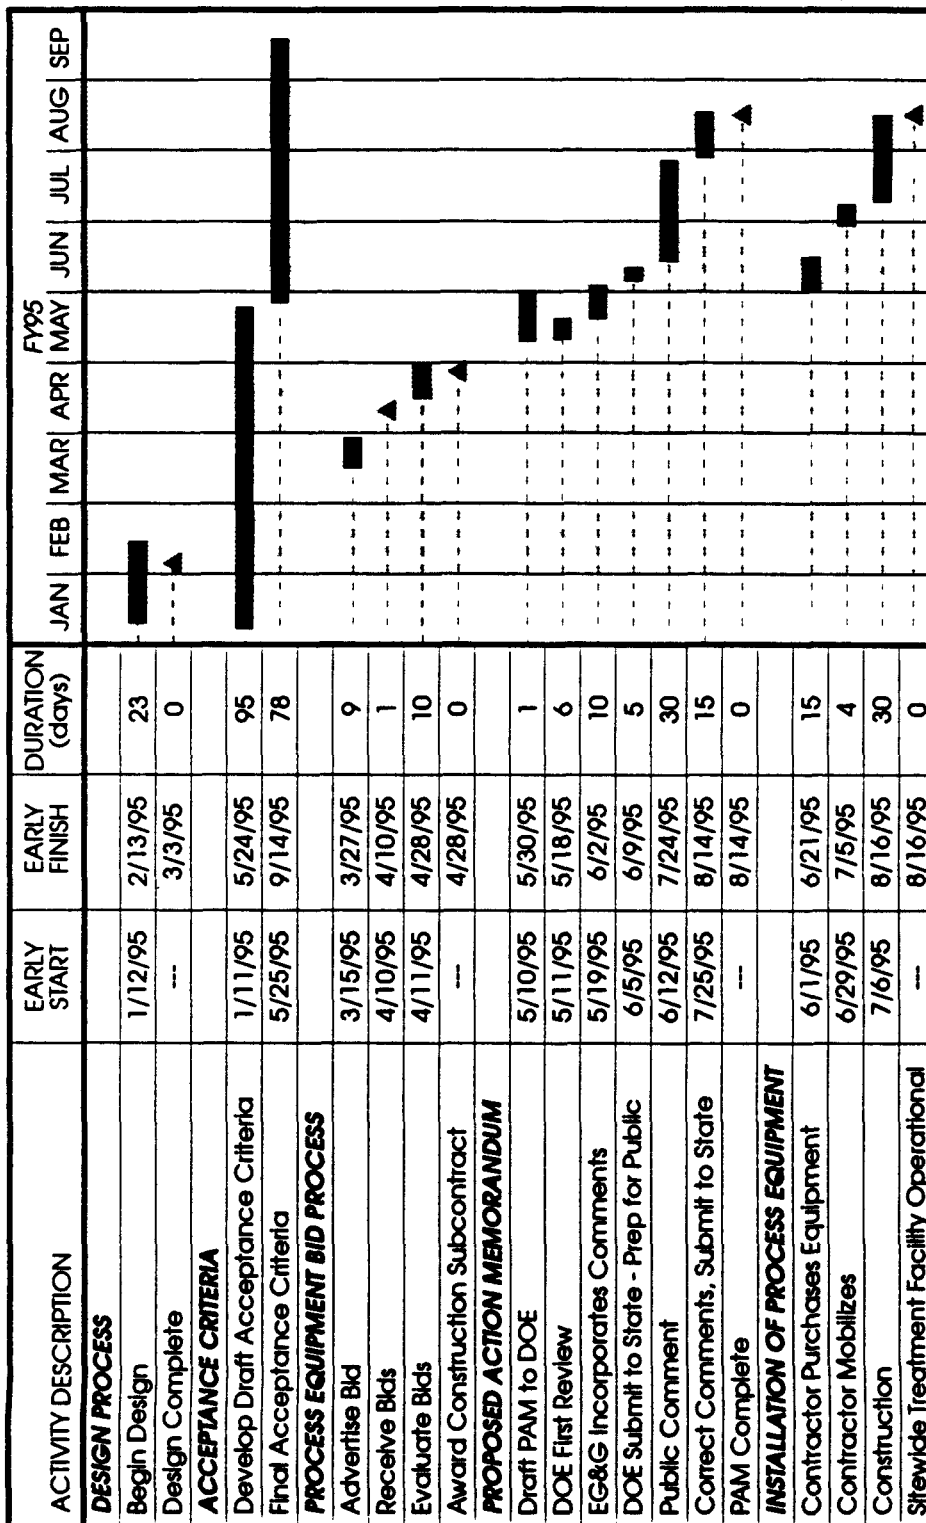 ACTIVITY DESCRIPTION EARLY START EARLY FINISH DURATION (days) FY95 JAN FEB MAR APR MAY JUN JUL AUG SEP
DESIGN PROCESS
Begin Design 1/12/95 2/13/95 23
Design Complete --- 3/3/95 0
ACCEPTANCE CRITERIA
Develop Draft Acceptance Criteria 1/11/95 5/24/95 95
Final Acceptance Criteria 5/25/95 9/14/95 78
PROCESS EQUIPMENT BID PROCESS
Advertise Bid 3/15/95 3/27/95 9
Receive Bids 4/10/95 4/10/95 1
Evaluate Bids 4/11/95 4/28/95 10
Award Construction Subcontract --- 4/28/95 0
PROPOSED ACTION MEMORANDUM
Draft PAM to DOE 5/10/95 5/30/95 1
DOE First Review 5/11/95 5/18/95 6
EG&G Incorporates Comments 5/19/95 6/2/95 10
DOE Submit to State - Prep for Public 6/5/95 6/9/95 5
Public Comment 6/12/95 7/24/95 30
Correct Comments, Submit to State 7/25/95 8/14/95 15
PAM Complete --- 8/14/95 0
INSTALLATION OF PROCESS EQUIPMENT
Contractor Purchases Equipment 6/1/95 6/21/95 15
Contractor Mobilizes 6/29/95 7/5/95 4
Construction 7/6/95 8/16/95 30
Sitewide Treatment Facility Operational --- 8/16/95 0